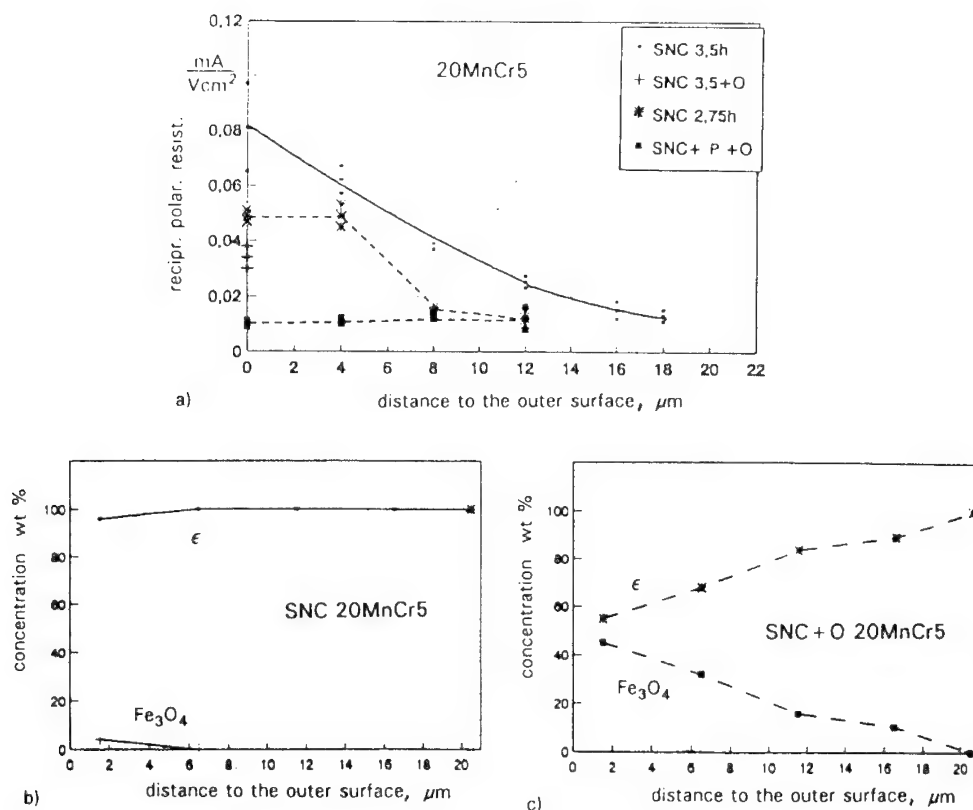 0,12
mA
Vcm2
20MnCr5
SNC 3,5h
SNC 3,5+O
SNC 2,75h
SNC+ P +O
recipr. polar. resist.
0,08
0,06
0,04
0,02
0
0 2 4 6 8 10 12 14 16 18 20 22
a) distance to the outer surface, µm
concentration wt %
100
80
60
40
20
0
ϵ
SNC 20MnCr5
Fe3O4
0 2 4 6 8 10 12 14 16 18 20
b) distance to the outer surface, µm
concentration wt %
100
80
60
40
20
0
ϵ
SNC+O 20MnCr5
Fe3O4
0 2 4 6 8 10 12 14 16 18 20
c) distance to the outer surface, µm